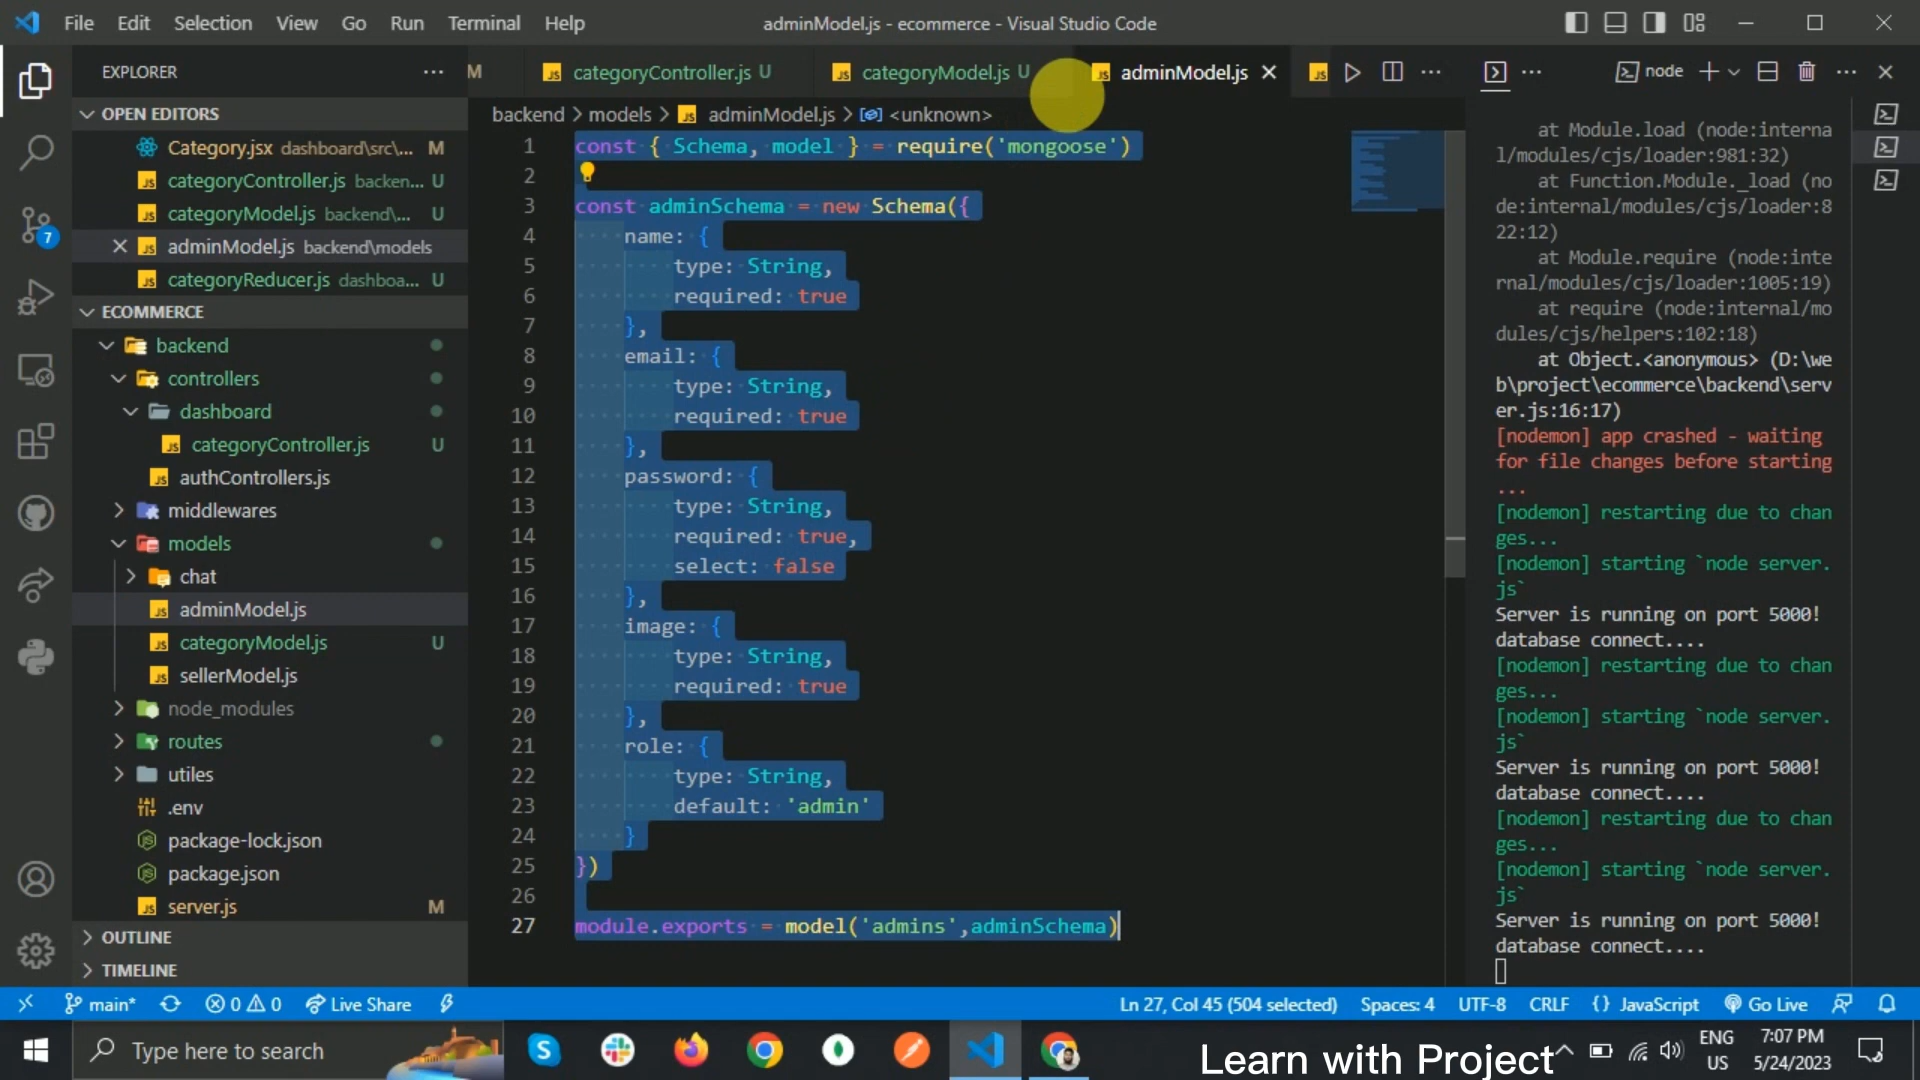 File Edit Selection View Go Run Terminal Help
adminModel.js - ecommerce - Visual Studio Code
EXPLORER
OPEN EDITORS
Category.jsx dashboard\src\... M
categoryController.js backen... U
categoryModel.js backend\... U
adminModel.js backend\models
categoryReducer.js dashboa... U
ECOMMERCE
backend
controllers
dashboard
categoryController.js U
authControllers.js
middlewares
models
chat
adminModel.js
categoryModel.js U
sellerModel.js
node_modules
routes
utiles
.env
package-lock.json
package.json
server.js M
OUTLINE
TIMELINE
7
M categoryController.js U categoryModel.js U adminModel.js
backend > models > adminModel.js > <unknown>
1 const { Schema, model } = require('mongoose')
2
3 const adminSchema = new Schema({
4 name: {
5 type: String,
6 required: true
7 },
8 email: {
9 type: String,
10 required: true
11 },
12 password: {
13 type: String,
14 required: true,
15 select: false
16 },
17 image: {
18 type: String,
19 required: true
20 },
21 role: {
22 type: String,
23 default: 'admin'
24 }
25 })
26
27 module.exports = model('admins',adminSchema)
node
at Module.load (node:interna
l/modules/cjs/loader:981:32)
at Function.Module._load (no
de:internal/modules/cjs/loader:8
22:12)
at Module.require (node:inte
rnal/modules/cjs/loader:1005:19)
at require (node:internal/mo
dules/cjs/helpers:102:18)
at Object.<anonymous> (D:\we
b\project\ecommerce\backend\serv
er.js:16:17)
[nodemon] app crashed - waiting
for file changes before starting
...
[nodemon] restarting due to chan
ges...
[nodemon] starting `node server.
js`
Server is running on port 5000!
database connect....
[nodemon] restarting due to chan
ges...
[nodemon] starting `node server.
js`
Server is running on port 5000!
database connect....
[nodemon] restarting due to chan
ges...
[nodemon] starting `node server.
js`
Server is running on port 5000!
database connect....
main* 0 0 Live Share Ln 27, Col 45 (504 selected) Spaces: 4 UTF-8 CRLF {} JavaScript Go Live
Type here to search
Learn with Project
ENG
US
7:07 PM
5/24/2023